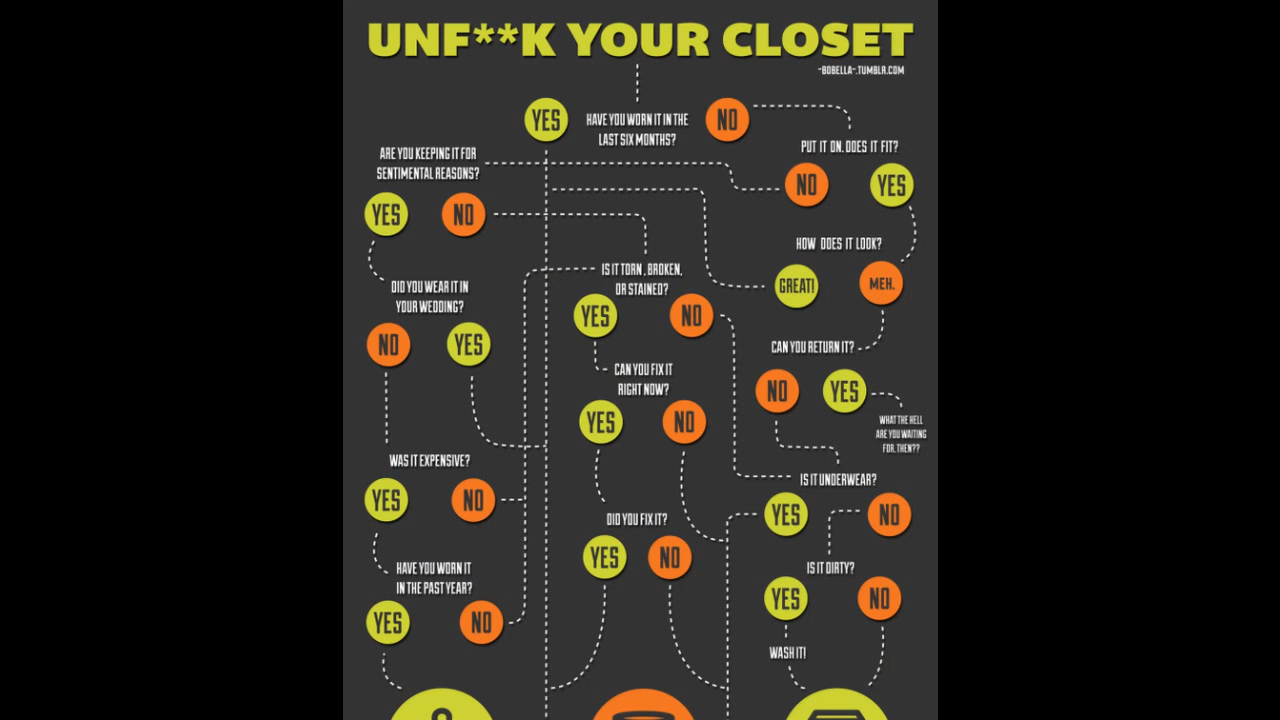 UNF**K YOUR CLOSET
~BOBELLA~.TUMBLR.COM
YES
HAVE YOU WORN IT IN THE
LAST SIX MONTHS?
NO
PUT IT ON. DOES IT FIT?
NO
YES
ARE YOU KEEPING IT FOR
SENTIMENTAL REASONS?
YES
NO
HOW DOES IT LOOK?
GREAT!
MEH.
IS IT TORN, BROKEN,
OR STAINED?
YES
NO
DID YOU WEAR IT IN
YOUR WEDDING?
NO
YES
CAN YOU RETURN IT?
NO
YES
WHAT THE HELL
ARE YOU WAITING
FOR, THEN??
CAN YOU FIX IT
RIGHT NOW?
YES
NO
WAS IT EXPENSIVE?
YES
NO
IS IT UNDERWEAR?
YES
NO
DID YOU FIX IT?
YES
NO
HAVE YOU WORN IT
IN THE PAST YEAR?
YES
NO
IS IT DIRTY?
YES
NO
WASH IT!